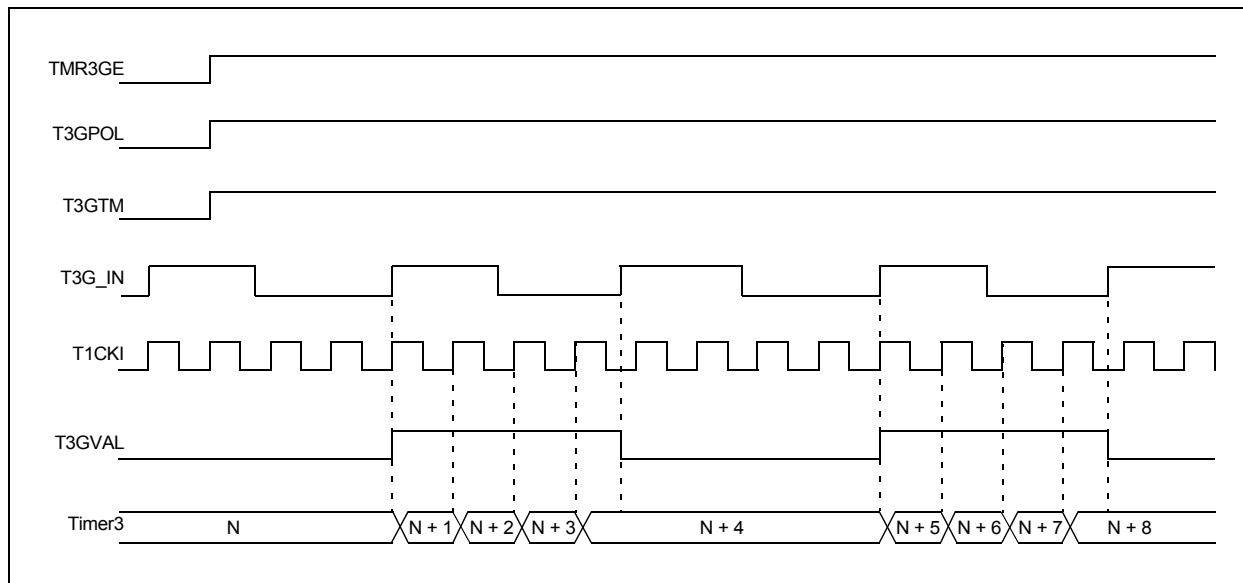 TMR3GE
T3GPOL
T3GTM
T3G_IN
T1CKI
T3GVAL
Timer3 N N + 1 N + 2 N + 3 N + 4 N + 5 N + 6 N + 7 N + 8